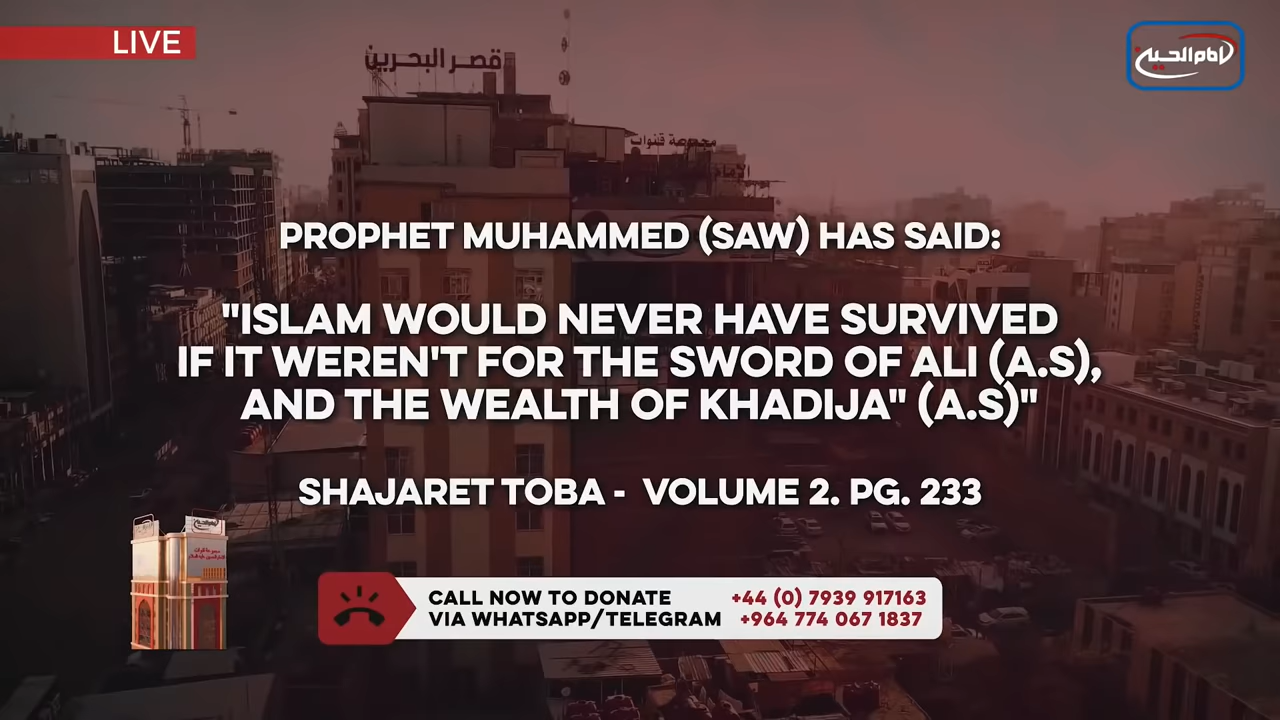 LIVE
قصر البحرين
مجموعة قنوات
PROPHET MUHAMMED (SAW) HAS SAID:
"ISLAM WOULD NEVER HAVE SURVIVED
IF IT WEREN'T FOR THE SWORD OF ALI (A.S),
AND THE WEALTH OF KHADIJA" (A.S)"
SHAJARET TOBA - VOLUME 2. PG. 233
CALL NOW TO DONATE +44 (0) 7939 917163
VIA WHATSAPP/TELEGRAM +964 774 067 1837